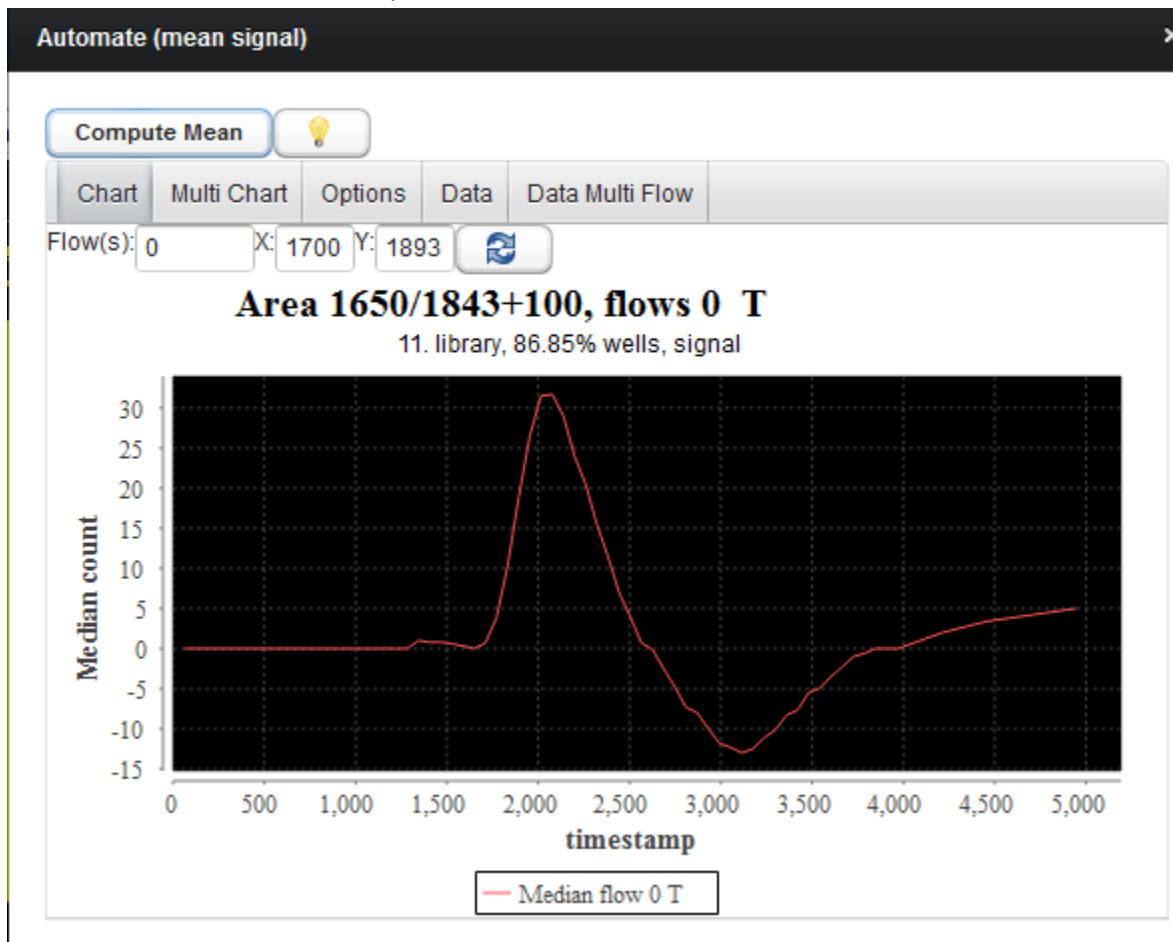 Automate (mean signal)
Compute Mean
Chart Multi Chart Options Data Data Multi Flow
Flow(s): 0 X: 1700 Y: 1893
Area 1650/1843+100, flows 0 T
11. library, 86.85% wells, signal
30
25
20
15
10
5
0
-5
-10
-15
Median count
0 500 1,000 1,500 2,000 2,500 3,000 3,500 4,000 4,500 5,000
timestamp
Median flow 0 T